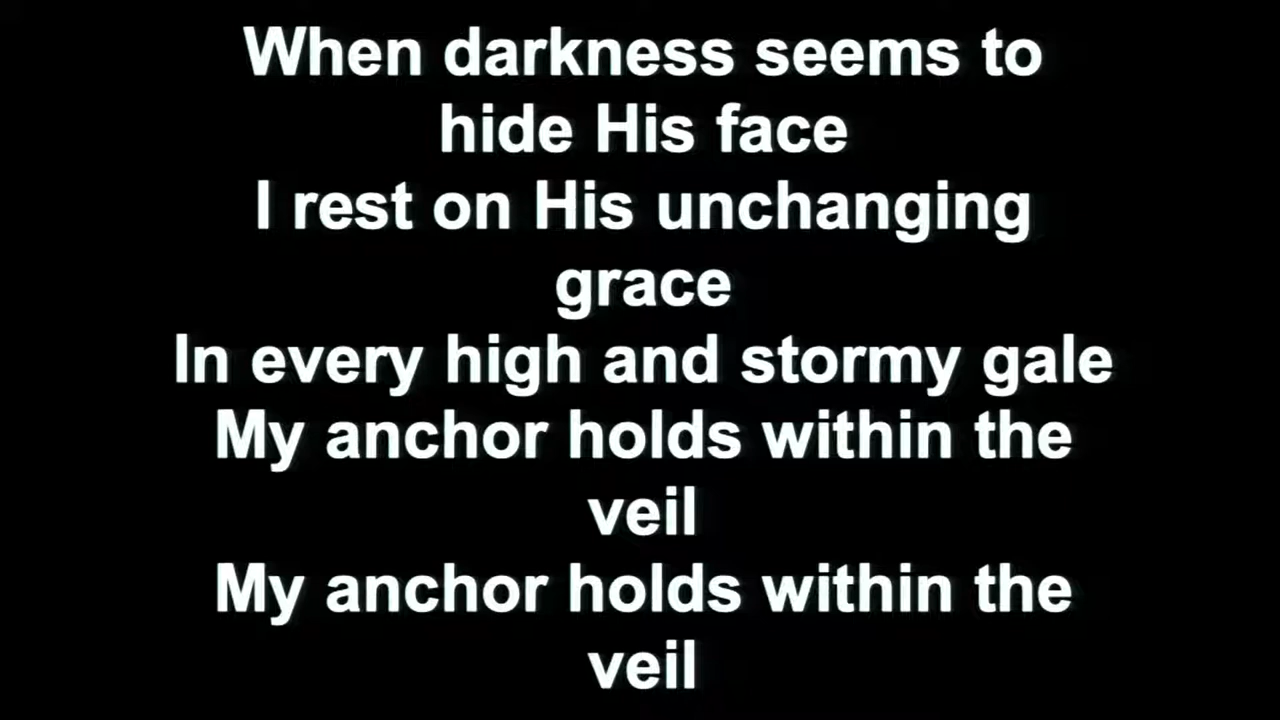 When darkness seems to
hide His face
I rest on His unchanging
grace
In every high and stormy gale
My anchor holds within the
veil
My anchor holds within the
veil